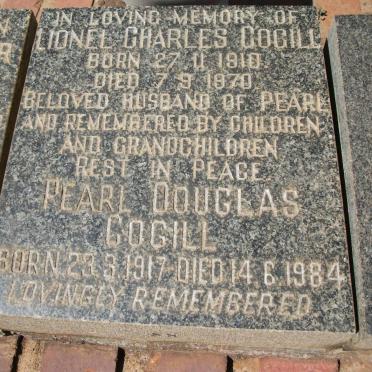 IN LOVING MEMORY OF
LIONEL CHARLES COGILL
BORN 27.11.1910
DIED 7.9.1970
BELOVED HUSBAND OF PEARL
AND REMEMBERED BY CHILDREN
AND GRANDCHILDREN
REST IN PEACE
PEARL DOUGLAS
COGILL
BORN 1917 DIED 14.6.1984
LOVINGLY REMEMBERED